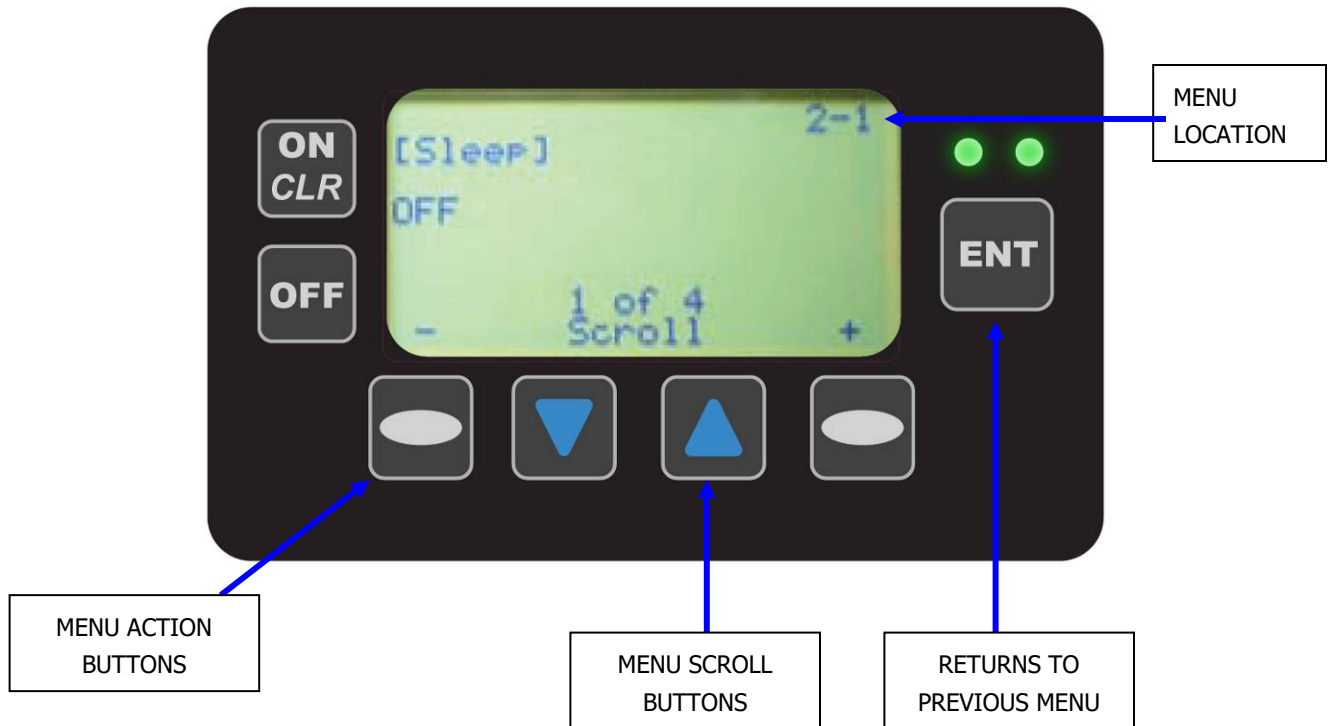 2-1
MENU
LOCATION
ON
CLR
[Sleep]
OFF
OFF
ENT
1 of 4
- Scroll +
MENU ACTION
BUTTONS
MENU SCROLL
BUTTONS
RETURNS TO
PREVIOUS MENU